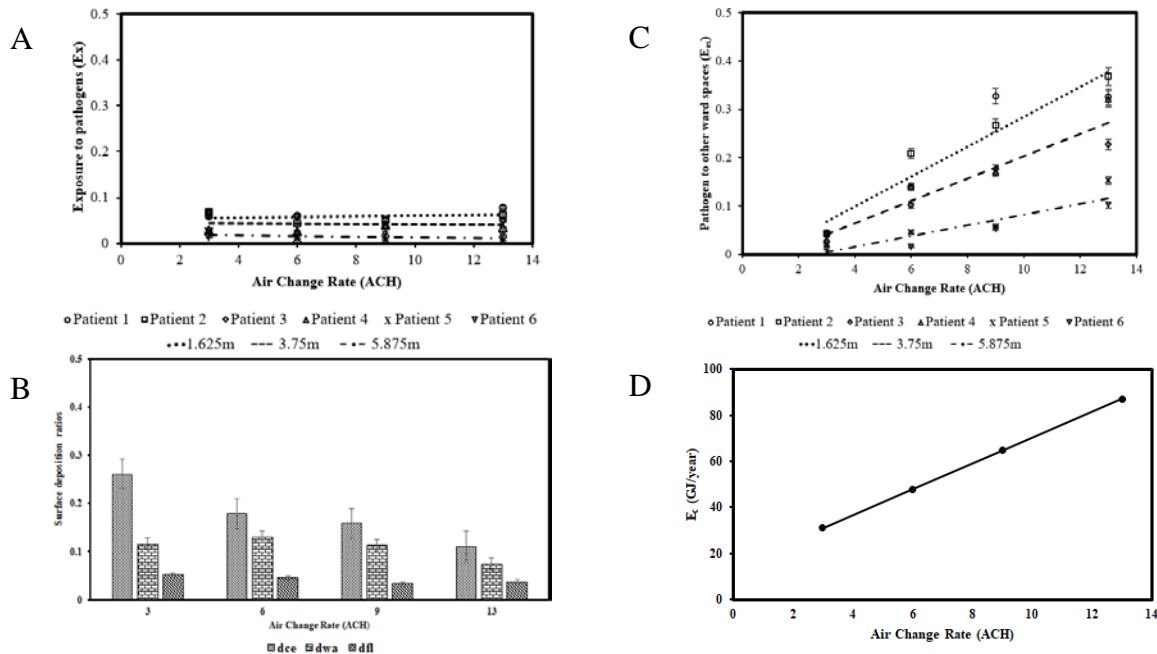 A
Exposure to pathogens (Ex)
0.5
0.4
0.3
0.2
0.1
0
0 2 4 6 8 10 12 14
Air Change Rate (ACH)
○Patient 1 □Patient 2 ◇Patient 3 △Patient 4 ×Patient 5 ▽Patient 6
1.625m 3.75m 5.875m
B
Surface deposition ratios
0.5
0.4
0.3
0.2
0.1
0
3 6 9 13
Air Change Rate (ACH)
dce dwa dfl
C
Pathogen to other ward spaces
0.5
0.4
0.3
0.2
0.1
0
0 2 4 6 8 10 12 14
Air Change Rate (ACH)
○Patient 1 □Patient 2 ◇Patient 3 △Patient 4 ×Patient 5 ▽Patient 6
1.625m 3.75m 5.875m
D
Ec (GJ/year)
100
80
60
40
20
0
0 2 4 6 8 10 12 14
Air Change Rate (ACH)